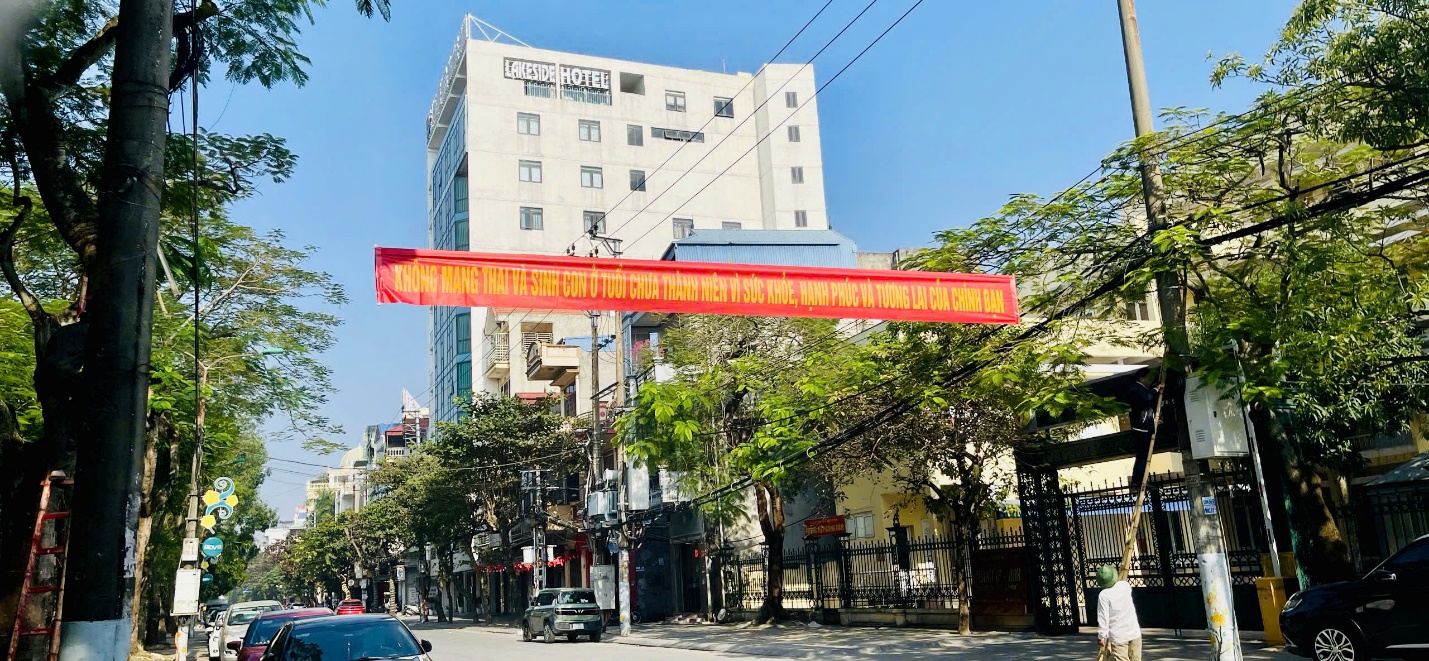 LAKESIDE HOTEL
KHÔNG MANG THAI VÀ SINH CON Ở TUỔI CHƯA THÀNH NIÊN VÌ SỨC KHỎE, HẠNH PHÚC VÀ TƯƠNG LAI CỦA CHÍNH BẠN